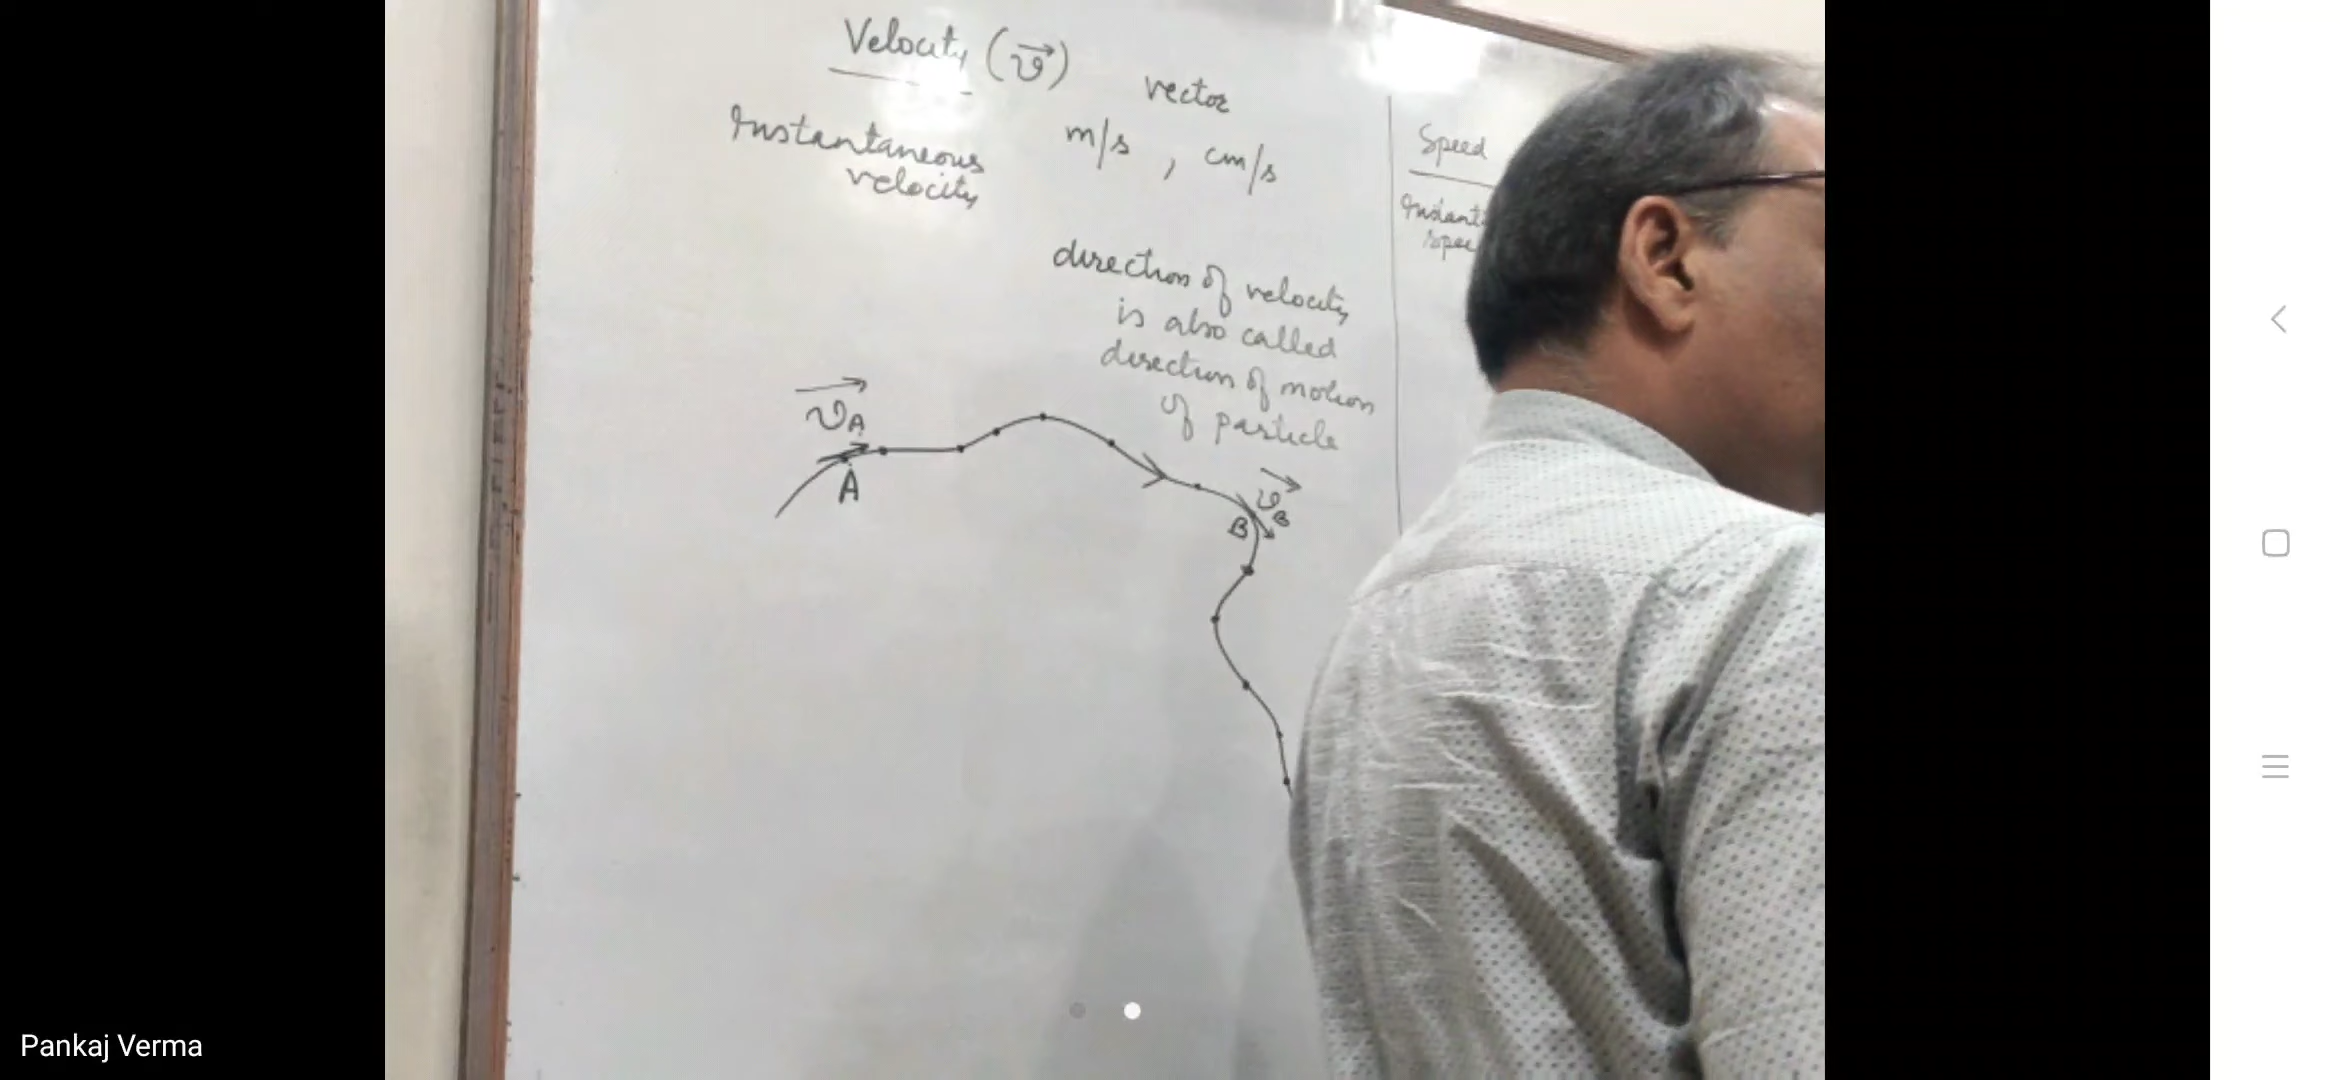 Velocity (v⃗)
vector
Instantaneous
velocity
m/s , cm/s
direction of velocity
is also called
direction of motion
of particle
v⃗A
A
v⃗B
B
Speed
Pankaj Verma